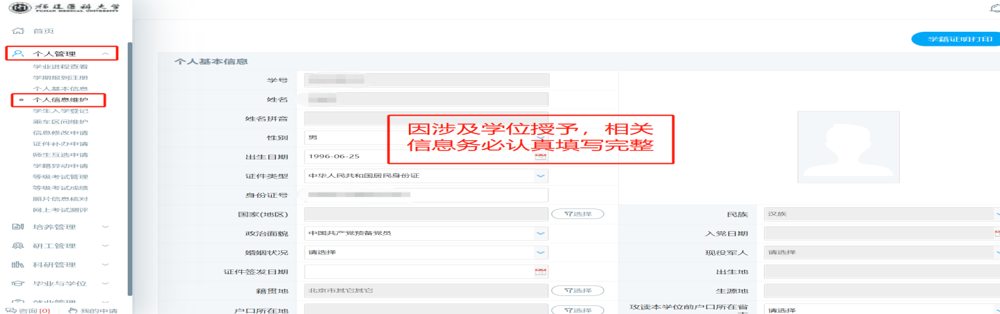 福建医科大学
FUJIAN MEDICAL UNIVERSITY
首页
个人管理
学业进程查看
学期报到注册
个人基本信息
个人信息维护
学生入学登记
乘车区间维护
信息修改申请
证件补办申请
师生互选申请
学籍异动申请
等级考试管理
等级考试成绩
照片信息核对
网上考试测评
培养管理
研工管理
科研管理
毕业与学位
就业管理
咨询[0] 我的申请
学籍证明打印
个人基本信息
学号
姓名
姓名拼音
因涉及学位授予，相关
信息务必认真填写完整
性别 男
出生日期 1996-06-25
证件类型 中华人民共和国居民身份证
身份证号
国家(地区) 选择 民族 汉族
政治面貌 中国共产党预备党员 入党日期
婚姻状况 请选择 现役军人 请选择
证件签发日期 出生地
籍贯地 北京市其它其它 选择 生源地
户口所在地 选择 攻读本学位前户口所在省 请选择